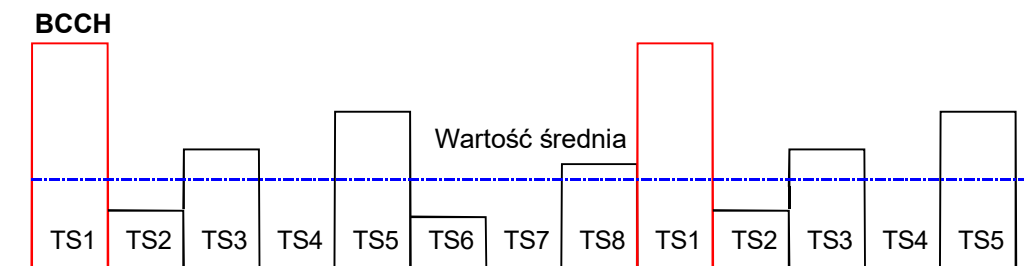 BCCH
Wartość średnia
TS1 TS2 TS3 TS4 TS5 TS6 TS7 TS8 TS1 TS2 TS3 TS4 TS5